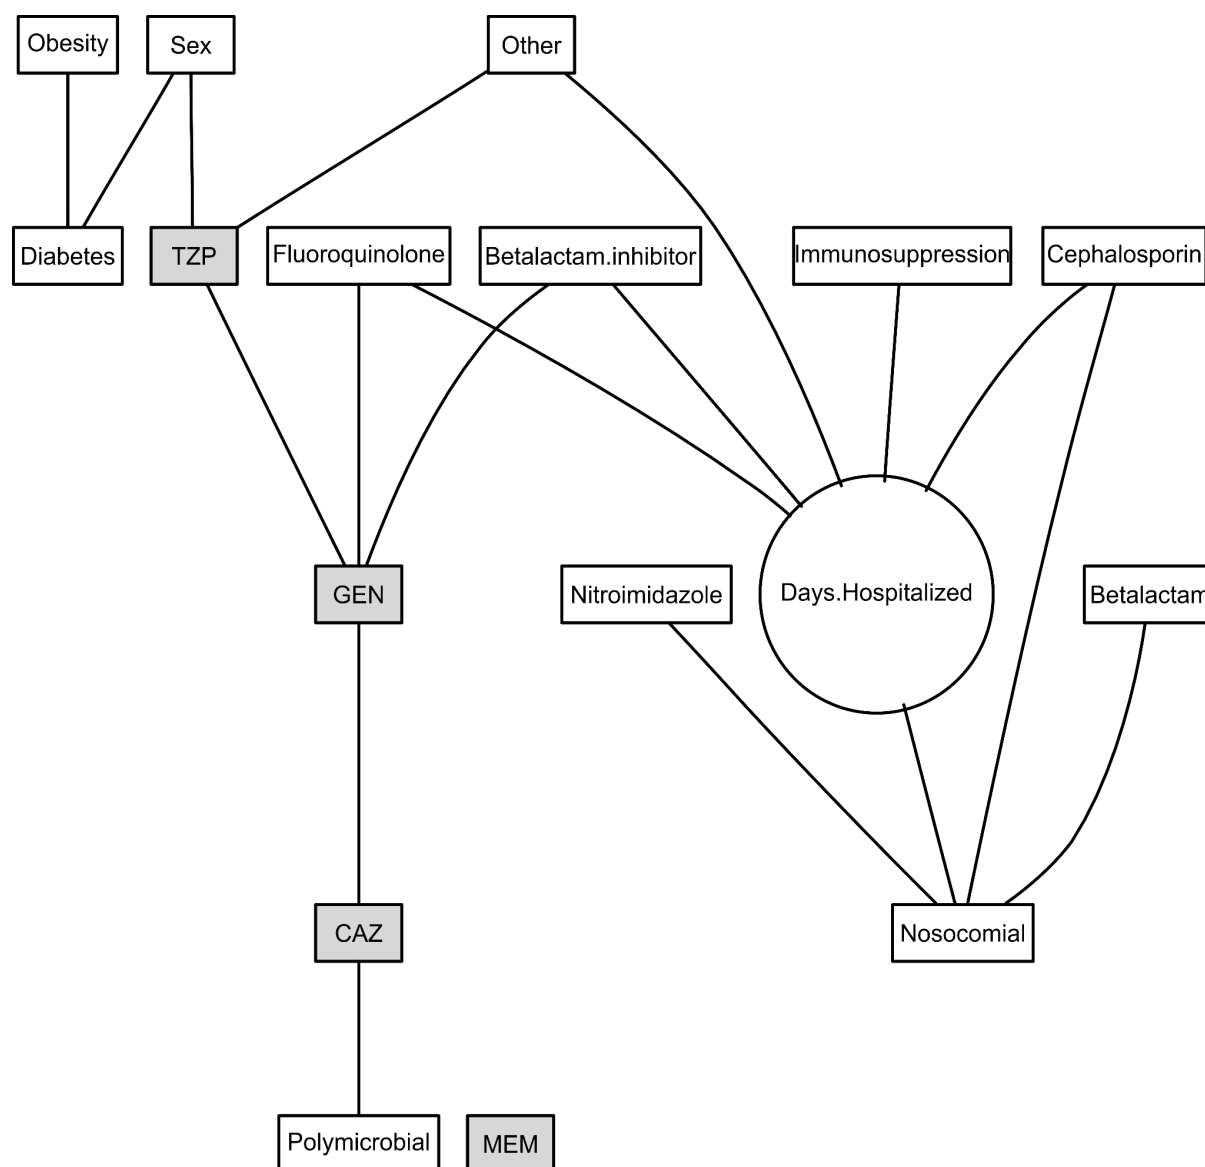 Obesity
Sex
Other
Diabetes
TZP
Fluoroquinolone
Betalactam.inhibitor
Immunosuppression
Cephalosporin
GEN
Nitroimidazole
Days.Hospitalized
Betalactam
CAZ
Nosocomial
Polymicrobial
MEM